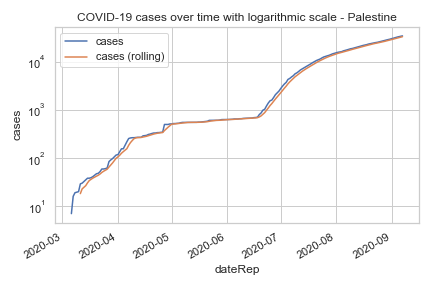 COVID-19 cases over time with logarithmic scale - Palestine
cases
cases (rolling)
10⁴
10³
10²
10¹
cases
2020-03
2020-04
2020-05
2020-06
2020-07
2020-08
2020-09
dateRep